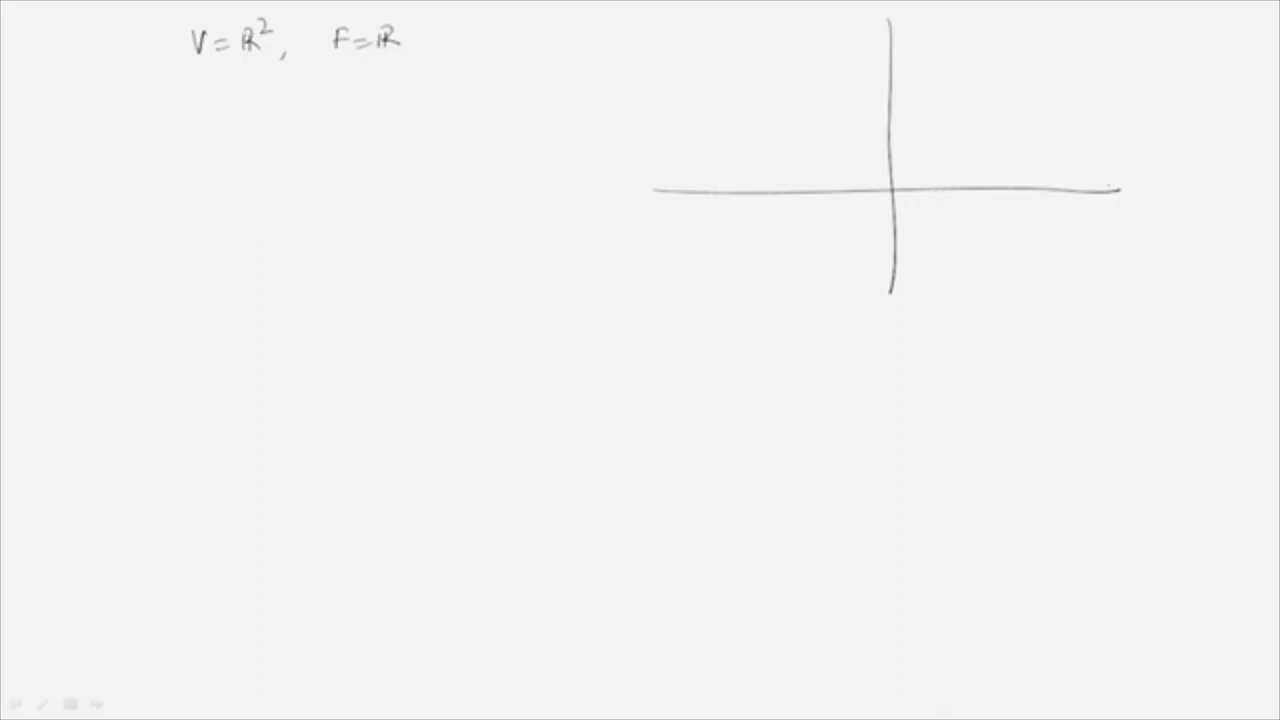 V = ℝ², F = ℝ